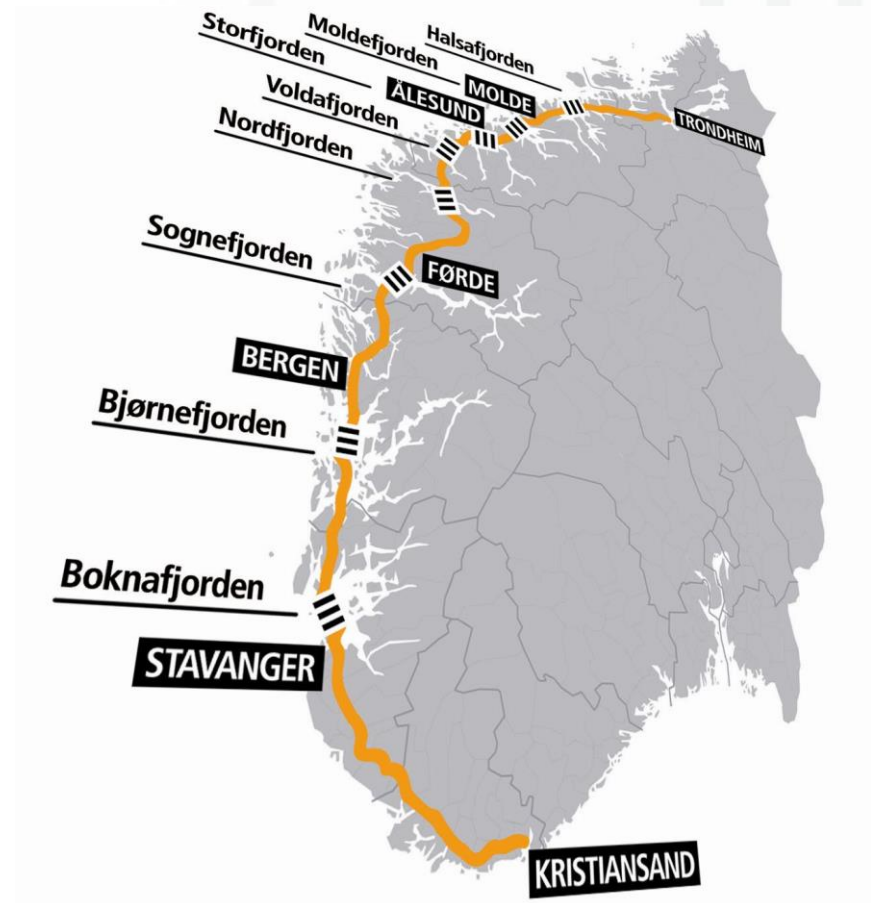 Halsafjorden
Moldefjorden
Storfjorden
MOLDE
ÅLESUND
Voldafjorden
TRONDHEIM
Nordfjorden
Sognefjorden
FØRDE
BERGEN
Bjørnefjorden
Boknafjorden
STAVANGER
KRISTIANSAND